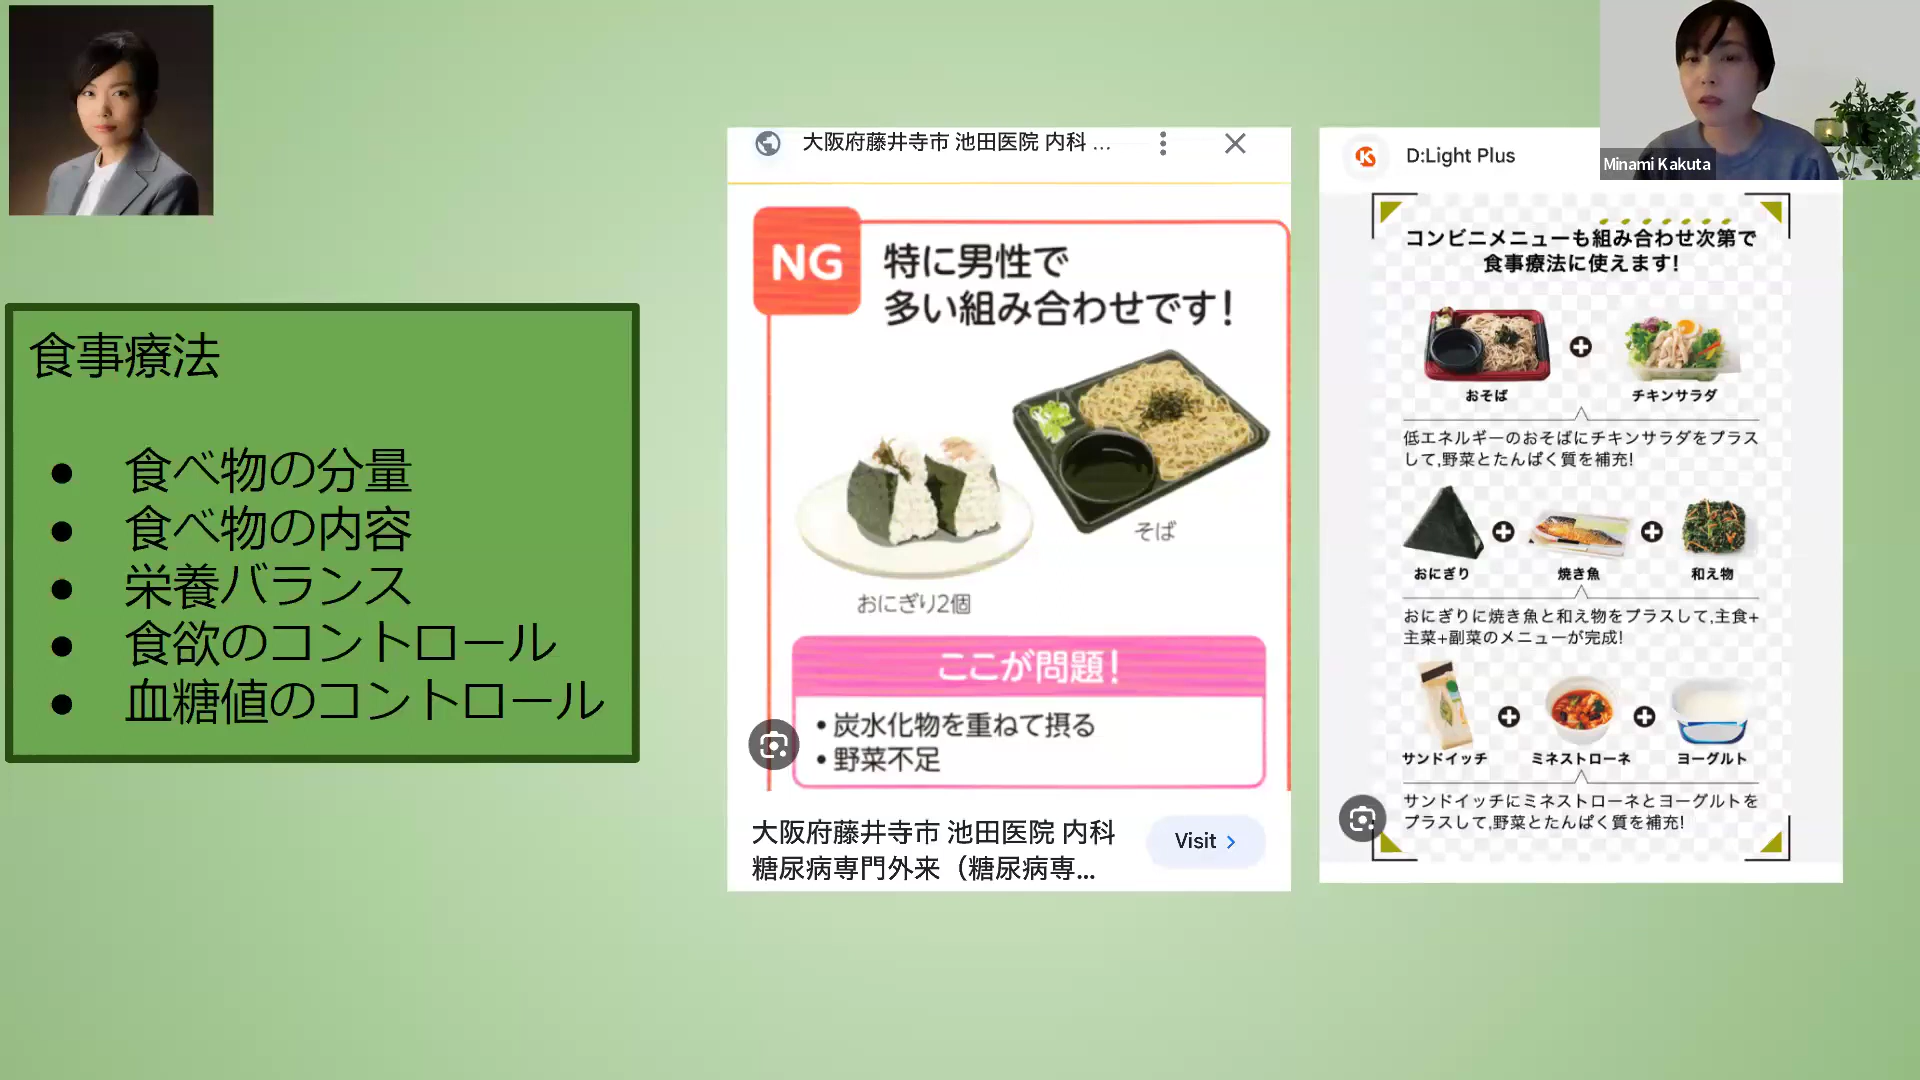 食事療法
● 食べ物の分量
● 食べ物の内容
● 栄養バランス
● 食欲のコントロール
● 血糖値のコントロール
大阪府藤井寺市 池田医院 内科 ...
NG
特に男性で
多い組み合わせです!
そば
おにぎり2個
ここが問題!
•炭水化物を重ねて摂る
•野菜不足
大阪府藤井寺市 池田医院 内科
糖尿病専門外来（糖尿病専...
Visit
D:Light Plus
コンビニメニューも組み合わせ次第で
食事療法に使えます!
おそば
チキンサラダ
低エネルギーのおそばにチキンサラダをプラス
して,野菜とたんぱく質を補充!
おにぎり
焼き魚
和え物
おにぎりに焼き魚と和え物をプラスして,主食+
主菜+副菜のメニューが完成!
サンドイッチ
ミネストローネ
ヨーグルト
サンドイッチにミネストローネとヨーグルトを
プラスして,野菜とたんぱく質を補充!
Minami Kakuta